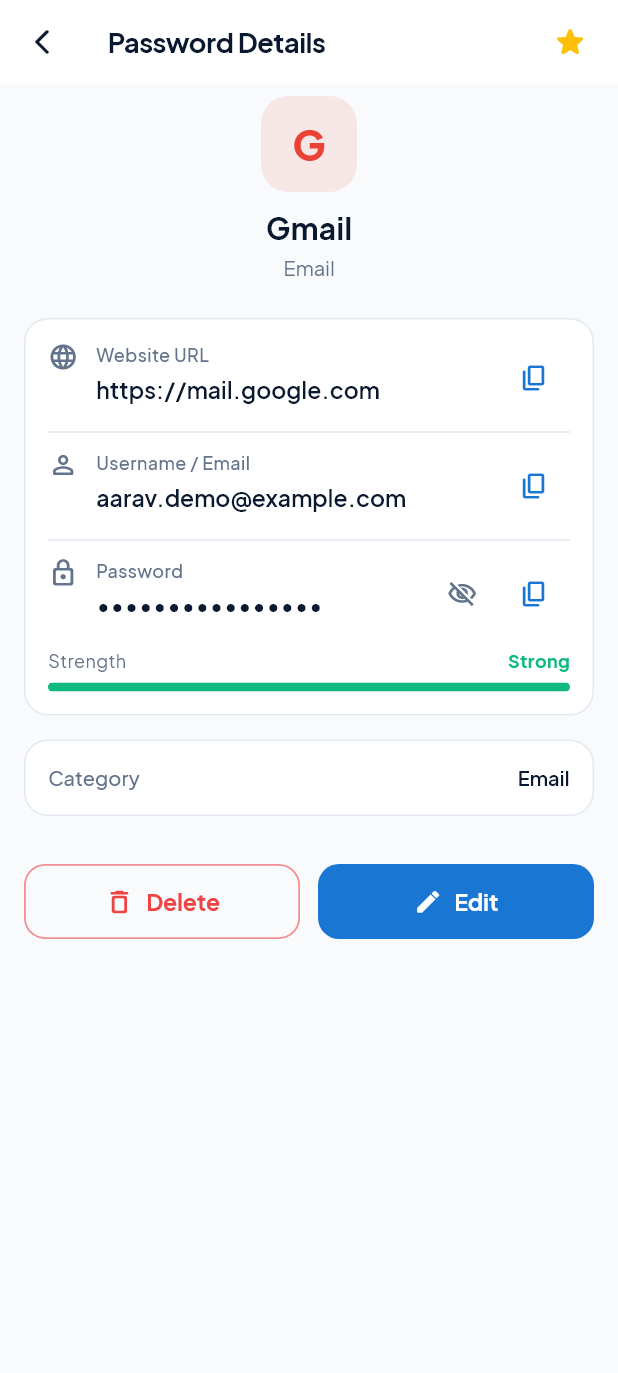 Password Details
G
Gmail
Email
Website URL
https://mail.google.com
Username / Email
aarav.demo@example.com
Password
••••••••••••••••
Strength Strong
Category Email
Delete Edit